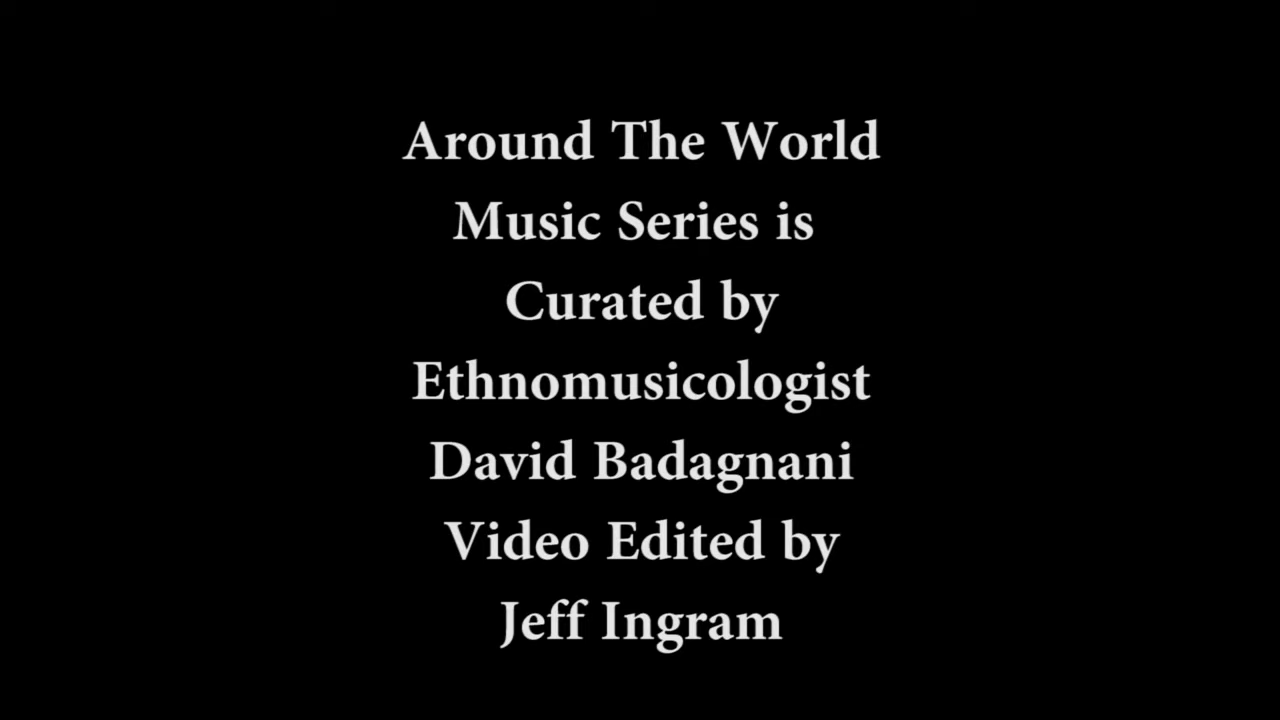 Around The World
Music Series is
Curated by
Ethnomusicologist
David Badagnani
Video Edited by
Jeff Ingram